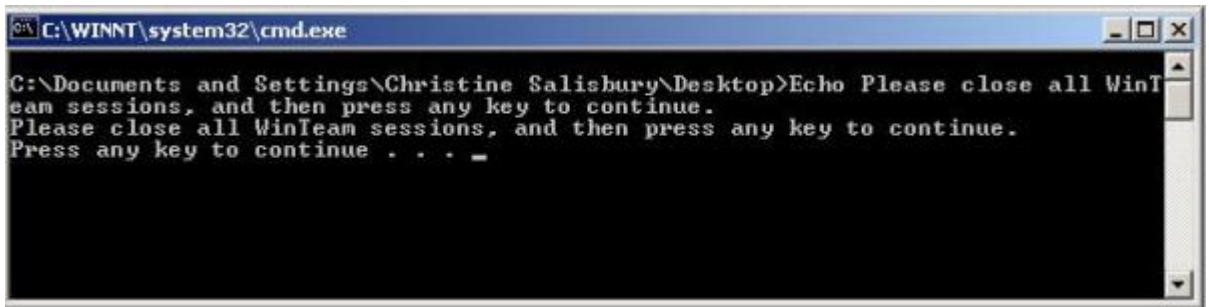 C:\WINNT\system32\cmd.exe
C:\Documents and Settings\Christine Salisbury\Desktop>Echo Please close all WinT
eam sessions, and then press any key to continue.
Please close all WinTeam sessions, and then press any key to continue.
Press any key to continue . . . _